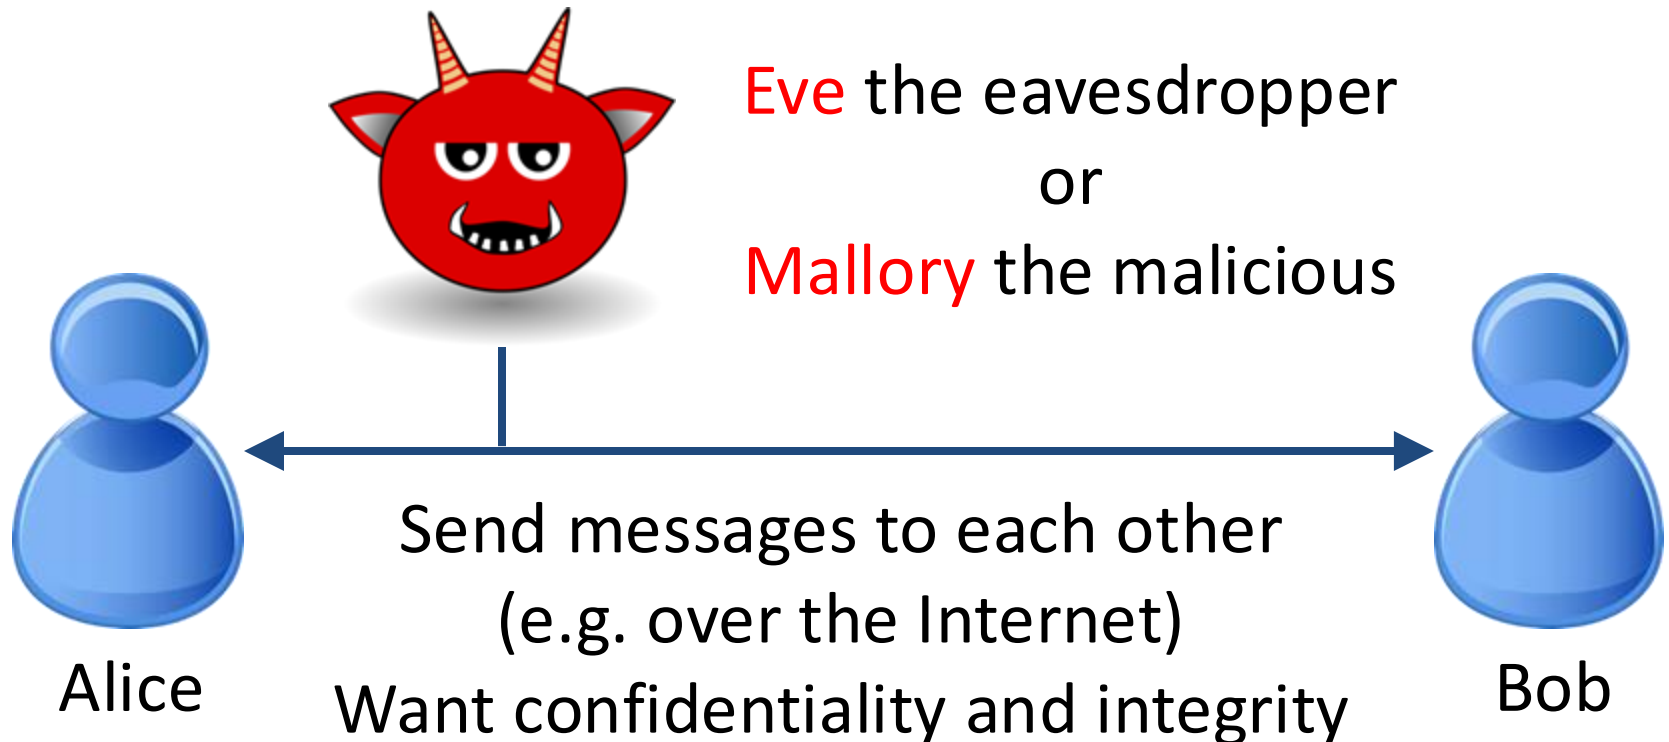 Eve the eavesdropper
or
Mallory the malicious
Send messages to each other
(e.g. over the Internet)
Want confidentiality and integrity
Alice
Bob